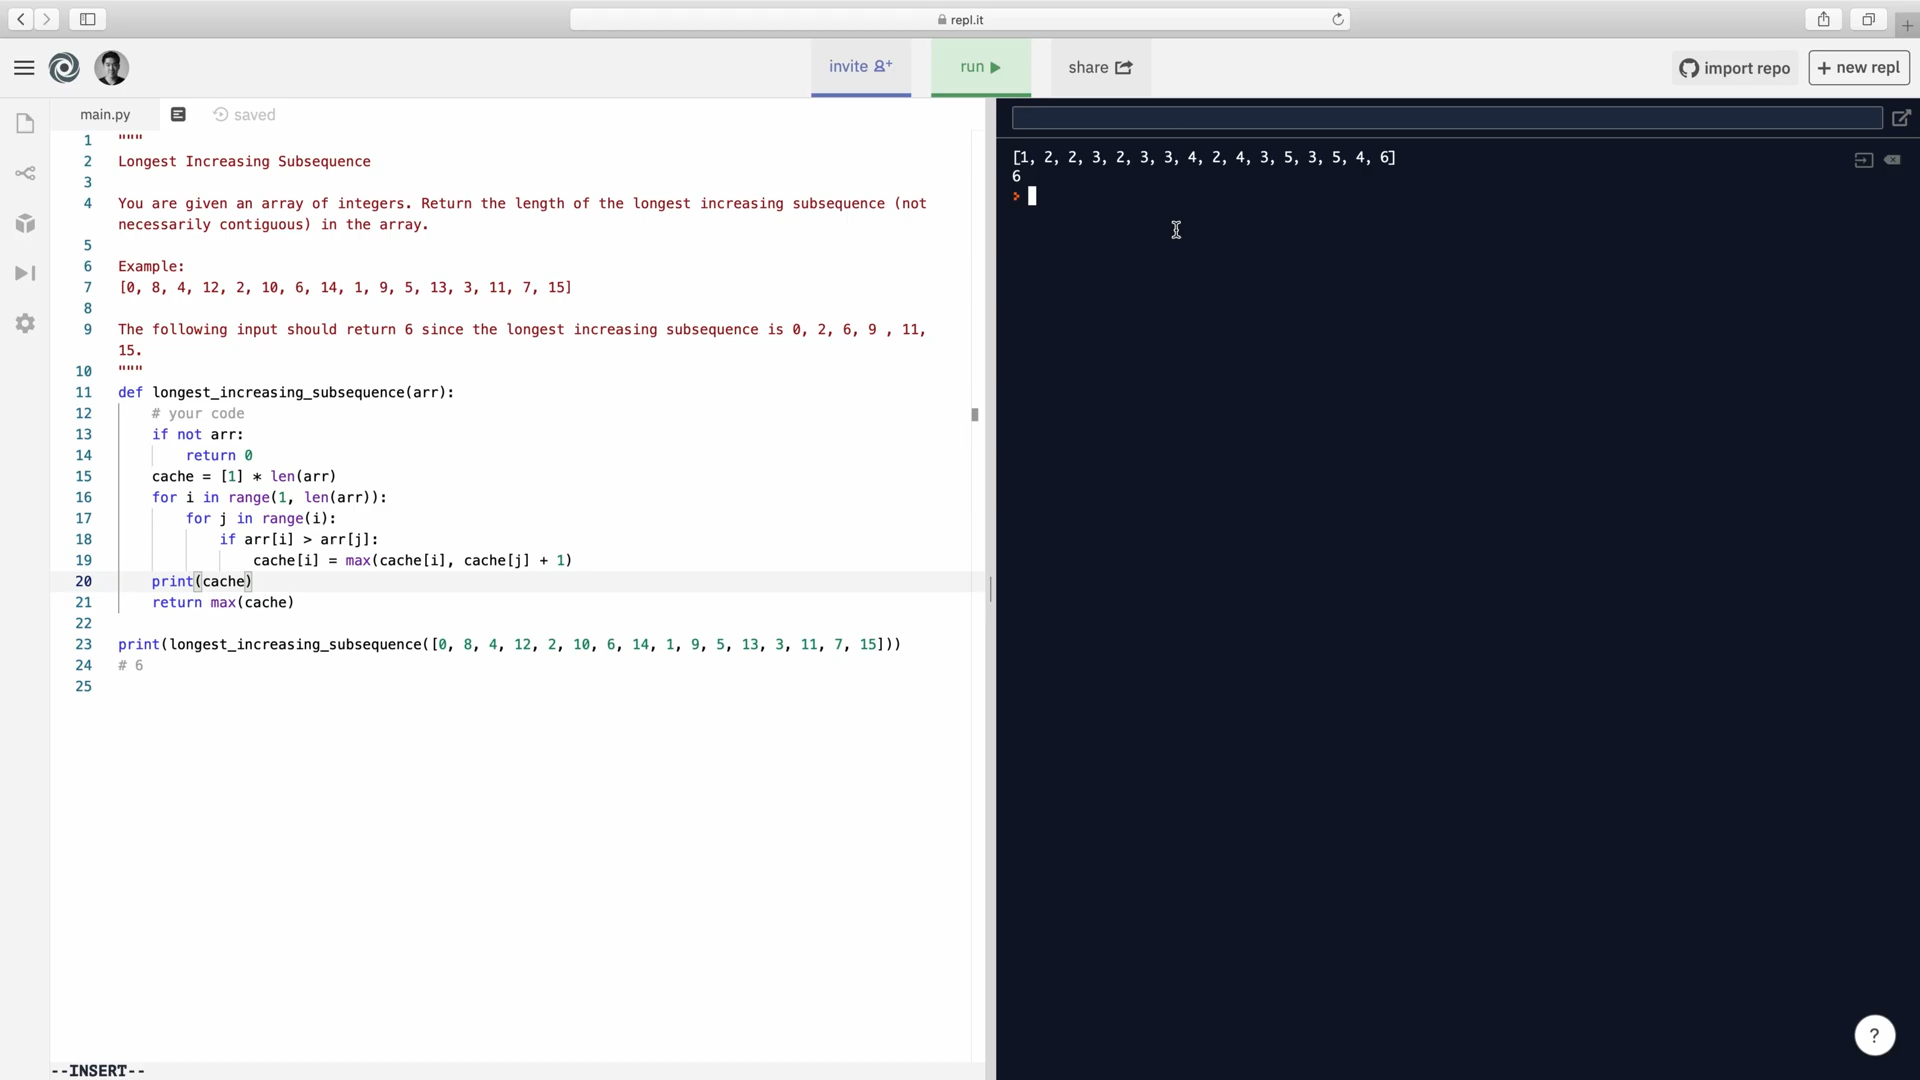 repl.it
invite
run
share
import repo
+ new repl
main.py
saved
1 """
2 Longest Increasing Subsequence
3
4 You are given an array of integers. Return the length of the longest increasing subsequence (not
necessarily contiguous) in the array.
5
6 Example:
7 [0, 8, 4, 12, 2, 10, 6, 14, 1, 9, 5, 13, 3, 11, 7, 15]
8
9 The following input should return 6 since the longest increasing subsequence is 0, 2, 6, 9 , 11,
15.
10 """
11 def longest_increasing_subsequence(arr):
12 # your code
13 if not arr:
14 return 0
15 cache = [1] * len(arr)
16 for i in range(1, len(arr)):
17 for j in range(i):
18 if arr[i] > arr[j]:
19 cache[i] = max(cache[i], cache[j] + 1)
20 print(cache)
21 return max(cache)
22
23 print(longest_increasing_subsequence([0, 8, 4, 12, 2, 10, 6, 14, 1, 9, 5, 13, 3, 11, 7, 15]))
24 # 6
25
--INSERT--
[1, 2, 2, 3, 2, 3, 3, 4, 2, 4, 3, 5, 3, 5, 4, 6]
6
>
?